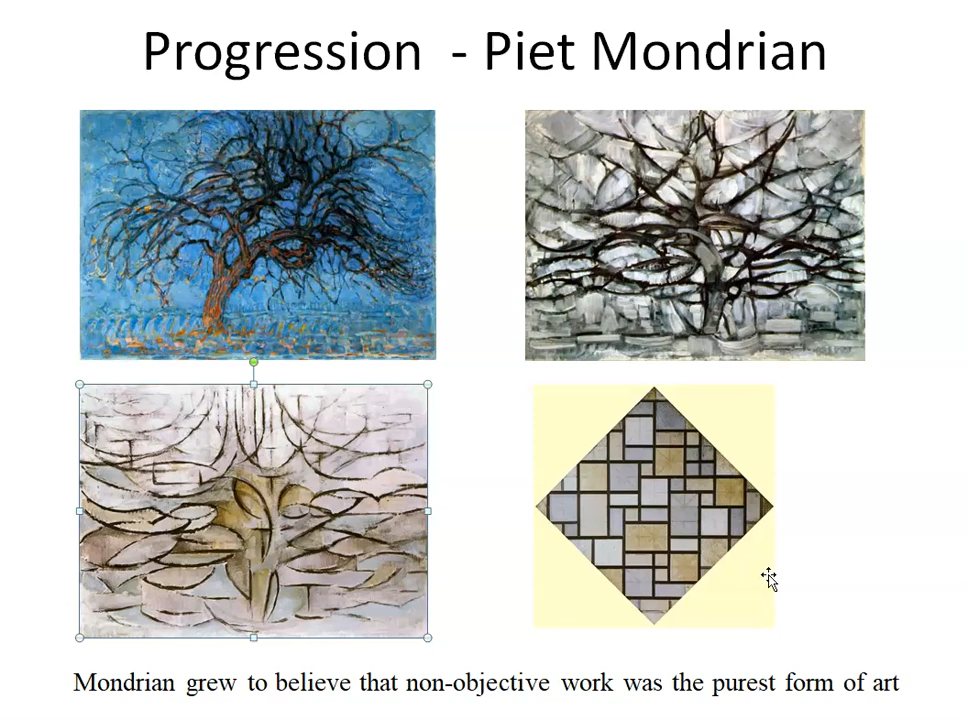 Progression - Piet Mondrian
Mondrian grew to believe that non-objective work was the purest form of art